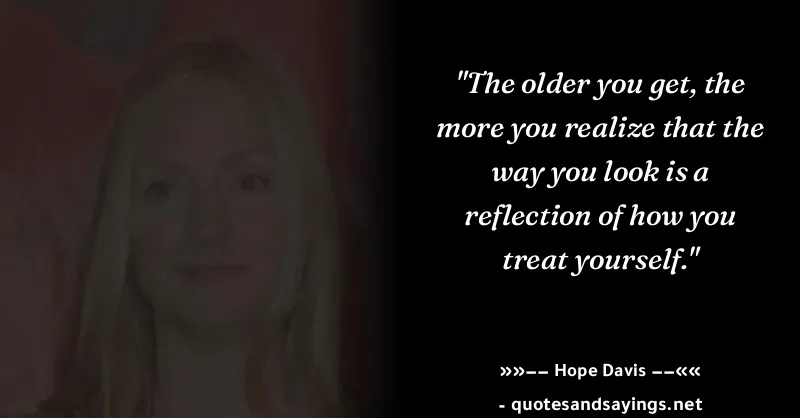 "The older you get, the
more you realize that the
way you look is a
reflection of how you
treat yourself."
»»–– Hope Davis ––««
- quotesandsayings.net